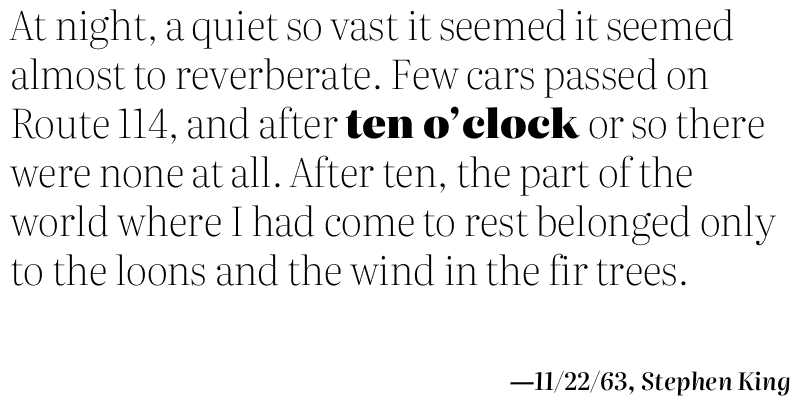 At night, a quiet so vast it seemed it seemed
almost to reverberate. Few cars passed on
Route 114, and after ten o’clock or so there
were none at all. After ten, the part of the
world where I had come to rest belonged only
to the loons and the wind in the fir trees.
—11/22/63, Stephen King